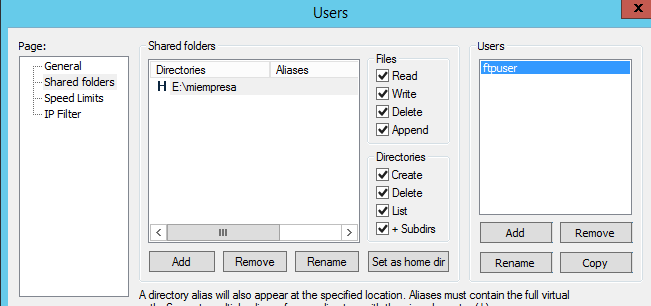 Users
x
Page:
General
Shared folders
Speed Limits
IP Filter
Shared folders
Directories Aliases
H E:\miempresa
Files
Read
Write
Delete
Append
Directories
Create
Delete
List
+ Subdirs
Add Remove Rename Set as home dir
Users
ftpuser
Add Remove
Rename Copy
A directory alias will also appear at the specified location. Aliases must contain the full virtual